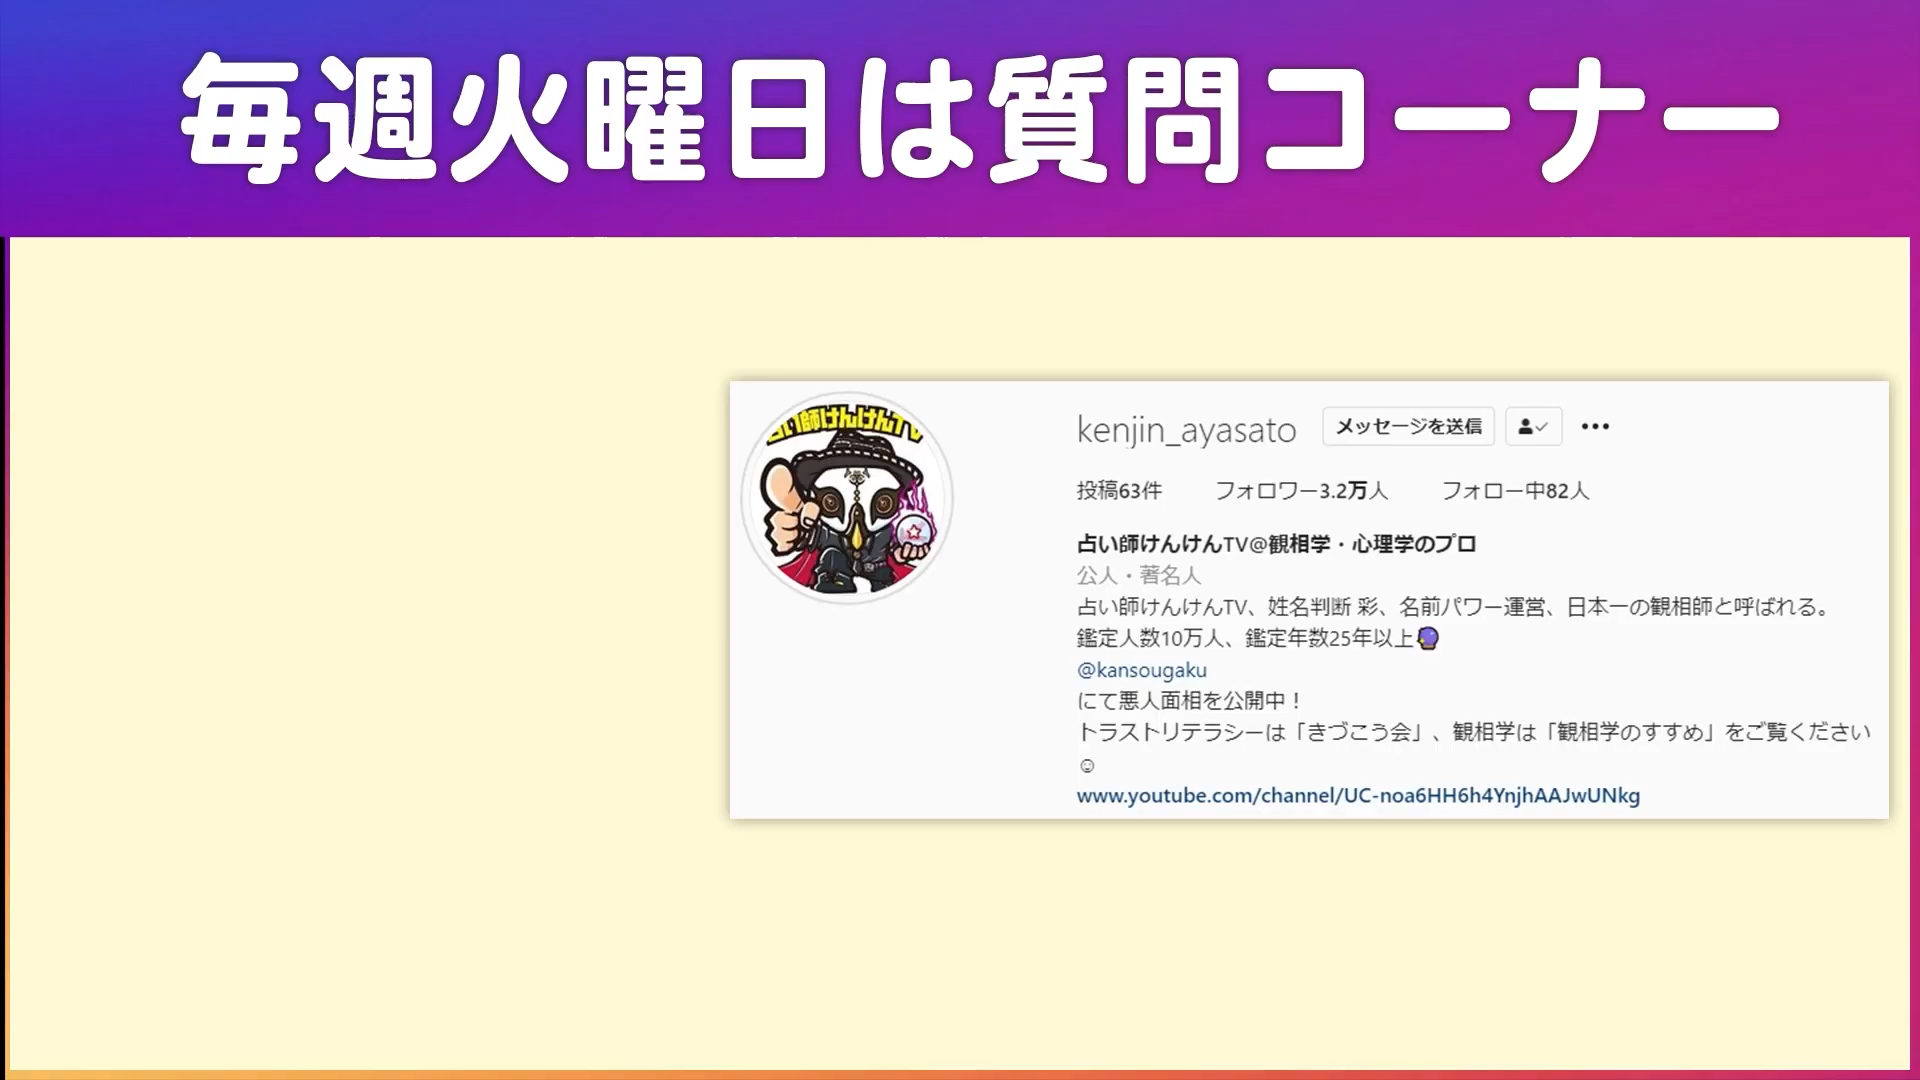 毎週火曜日は質問コーナー
占い師けんけんTV
kenjin_ayasato メッセージを送信
投稿63件 フォロワー3.2万人 フォロー中82人
占い師けんけんTV@観相学・心理学のプロ
公人・著名人
占い師けんけんTV、姓名判断 彩、名前パワー運営、日本一の観相師と呼ばれる。
鑑定人数10万人、鑑定年数25年以上🔮
@kansougaku
にて悪人面相を公開中！
トラストリテラシーは「きづこう会」、観相学は「観相学のすすめ」をご覧ください
☺
www.youtube.com/channel/UC-noa6HH6h4YnjhAAJwUNkg